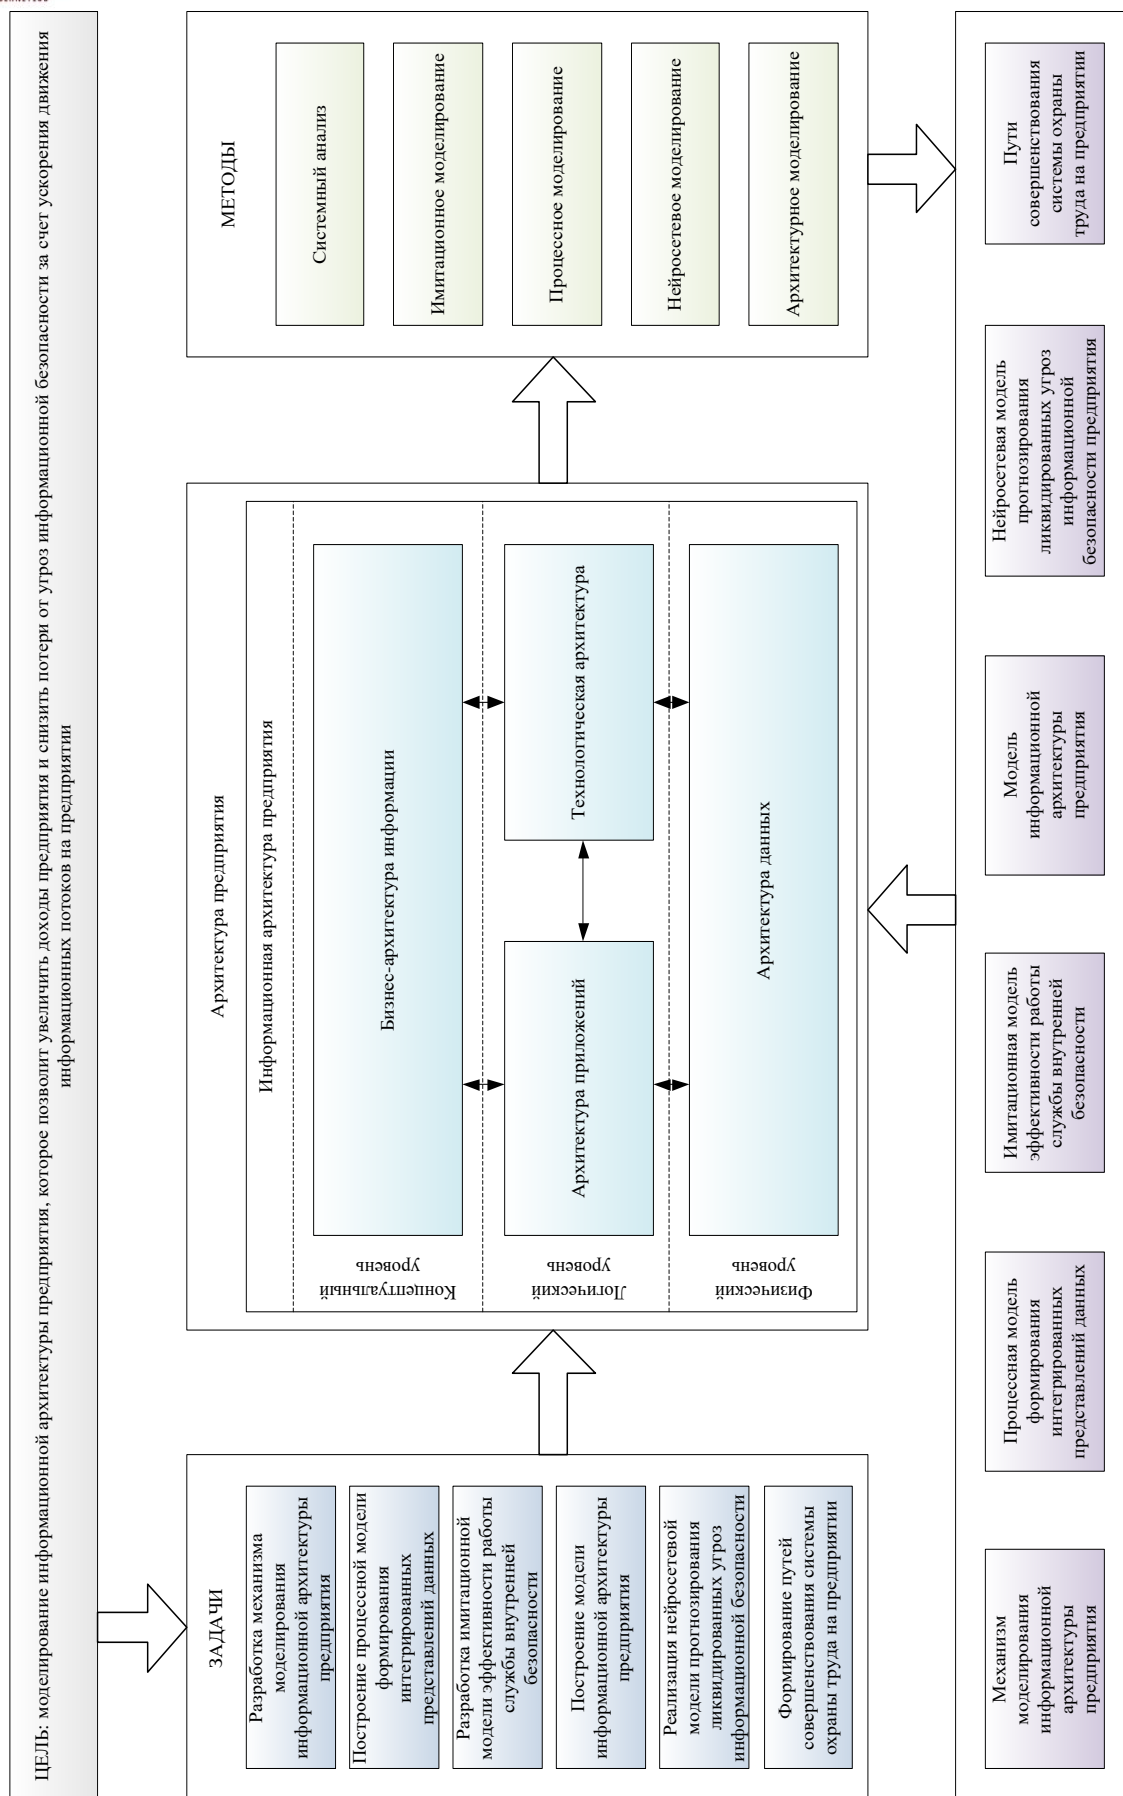 ЦЕЛЬ: моделирование информационной архитектуры предприятия, которое позволит увеличить доходы предприятия и снизить потери от угроз информационной безопасности за счет ускорения движения
информационных потоков на предприятии
ЗАДАЧИ
Разработка механизма
моделирования
информационной архитектуры
предприятия
Построение процессной модели
формирования
интегрированных
представлений данных
Разработка имитационной
модели эффективности работы
службы внутренней
безопасности
Построение модели
информационной архитектуры
предприятия
Реализация нейросетевой
модели прогнозирования
ликвидированных угроз
информационной безопасности
Формирование путей
совершенствования системы
охраны труда на предприятии
Архитектура предприятия
Информационная архитектура предприятия
Концептуальный
уровень
Бизнес-архитектура информации
Логический
уровень
Архитектура приложений
Технологическая архитектура
Физический
уровень
Архитектура данных
МЕТОДЫ
Системный анализ
Имитационное моделирование
Процессное моделирование
Нейросетевое моделирование
Архитектурное моделирование
Механизм
моделирования
информационной
архитектуры
предприятия
Процессная модель
формирования
интегрированных
представлений данных
Имитационная модель
эффективности работы
службы внутренней
безопасности
Модель
информационной
архитектуры
предприятия
Нейросетевая модель
прогнозирования
ликвидированных угроз
информационной
безопасности предприятия
Пути
совершенствования
системы охраны
труда на предприятии